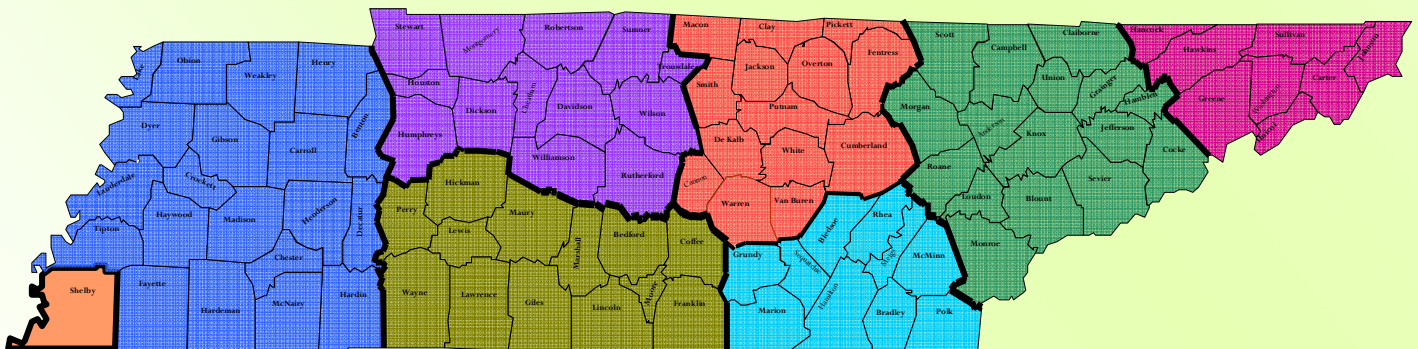 Stewart
Montgomery
Robertson
Sumner
Macon
Clay
Pickett
Scott
Campbell
Claiborne
Hancock
Hawkins
Sullivan
Johnson
Lake
Obion
Weakley
Henry
Houston
Dickson
Cheatham
Davidson
Wilson
Trousdale
Smith
Jackson
Overton
Fentress
Morgan
Union
Grainger
Hamblen
Greene
Washington
Carter
Unicoi
Dyer
Gibson
Carroll
Benton
Humphreys
Williamson
Rutherford
Putnam
De Kalb
White
Cumberland
Anderson
Knox
Jefferson
Cocke
Lauderdale
Crockett
Haywood
Madison
Henderson
Decatur
Perry
Hickman
Maury
Cannon
Warren
Van Buren
Roane
Loudon
Blount
Sevier
Tipton
Chester
Lewis
Marshall
Bedford
Coffee
Grundy
Bledsoe
Rhea
Meigs
McMinn
Monroe
Shelby
Fayette
Hardeman
McNairy
Hardin
Wayne
Lawrence
Giles
Lincoln
Moore
Franklin
Marion
Sequatchie
Hamilton
Bradley
Polk